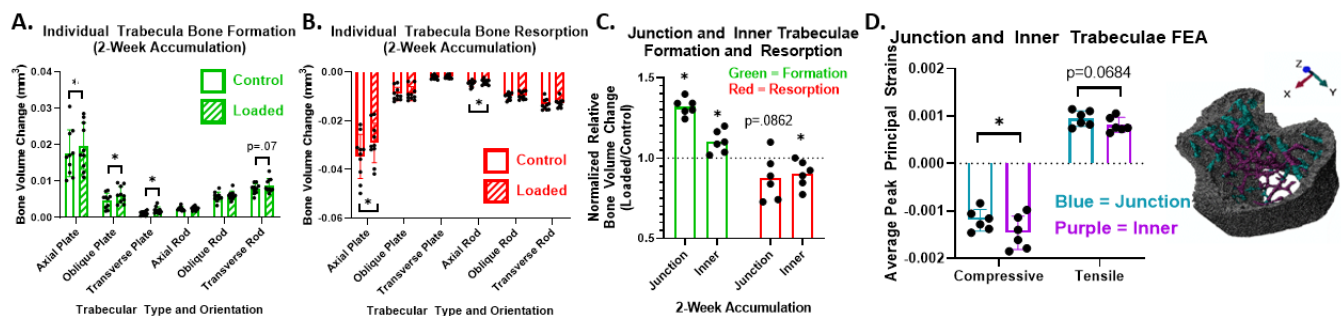 A.
Individual Trabecula Bone Formation
(2-Week Accumulation)
Bone Volume Change (mm³)
0.04
0.03
0.02
0.01
0.00
Control
Loaded
*
*
*
p=.07
Axial Plate
Oblique Plate
Transverse Plate
Axial Rod
Oblique Rod
Transverse Rod
Trabecular Type and Orientation
B.
Individual Trabecula Bone Resorption
(2-Week Accumulation)
Bone Volume Change (mm³)
0.00
-0.02
-0.04
-0.06
*
*
Control
Loaded
Axial Plate
Oblique Plate
Transverse Plate
Axial Rod
Oblique Rod
Transverse Rod
Trabecular Type and Orientation
C.
Junction and Inner Trabeculae
Formation and Resorption
Normalized Relative
Bone Volume Change
(Loaded/Control)
1.5
1.0
0.5
Green = Formation
Red = Resorption
*
*
p=.0862
*
Junction
Inner
Junction
Inner
2-Week Accumulation
D.
Junction and Inner Trabeculae FEA
Average Peak Principal Strains
0.002
0.001
0.000
-0.001
-0.002
p=0.0684
*
Blue = Junction
Purple = Inner
Compressive
Tensile
Z
X
Y